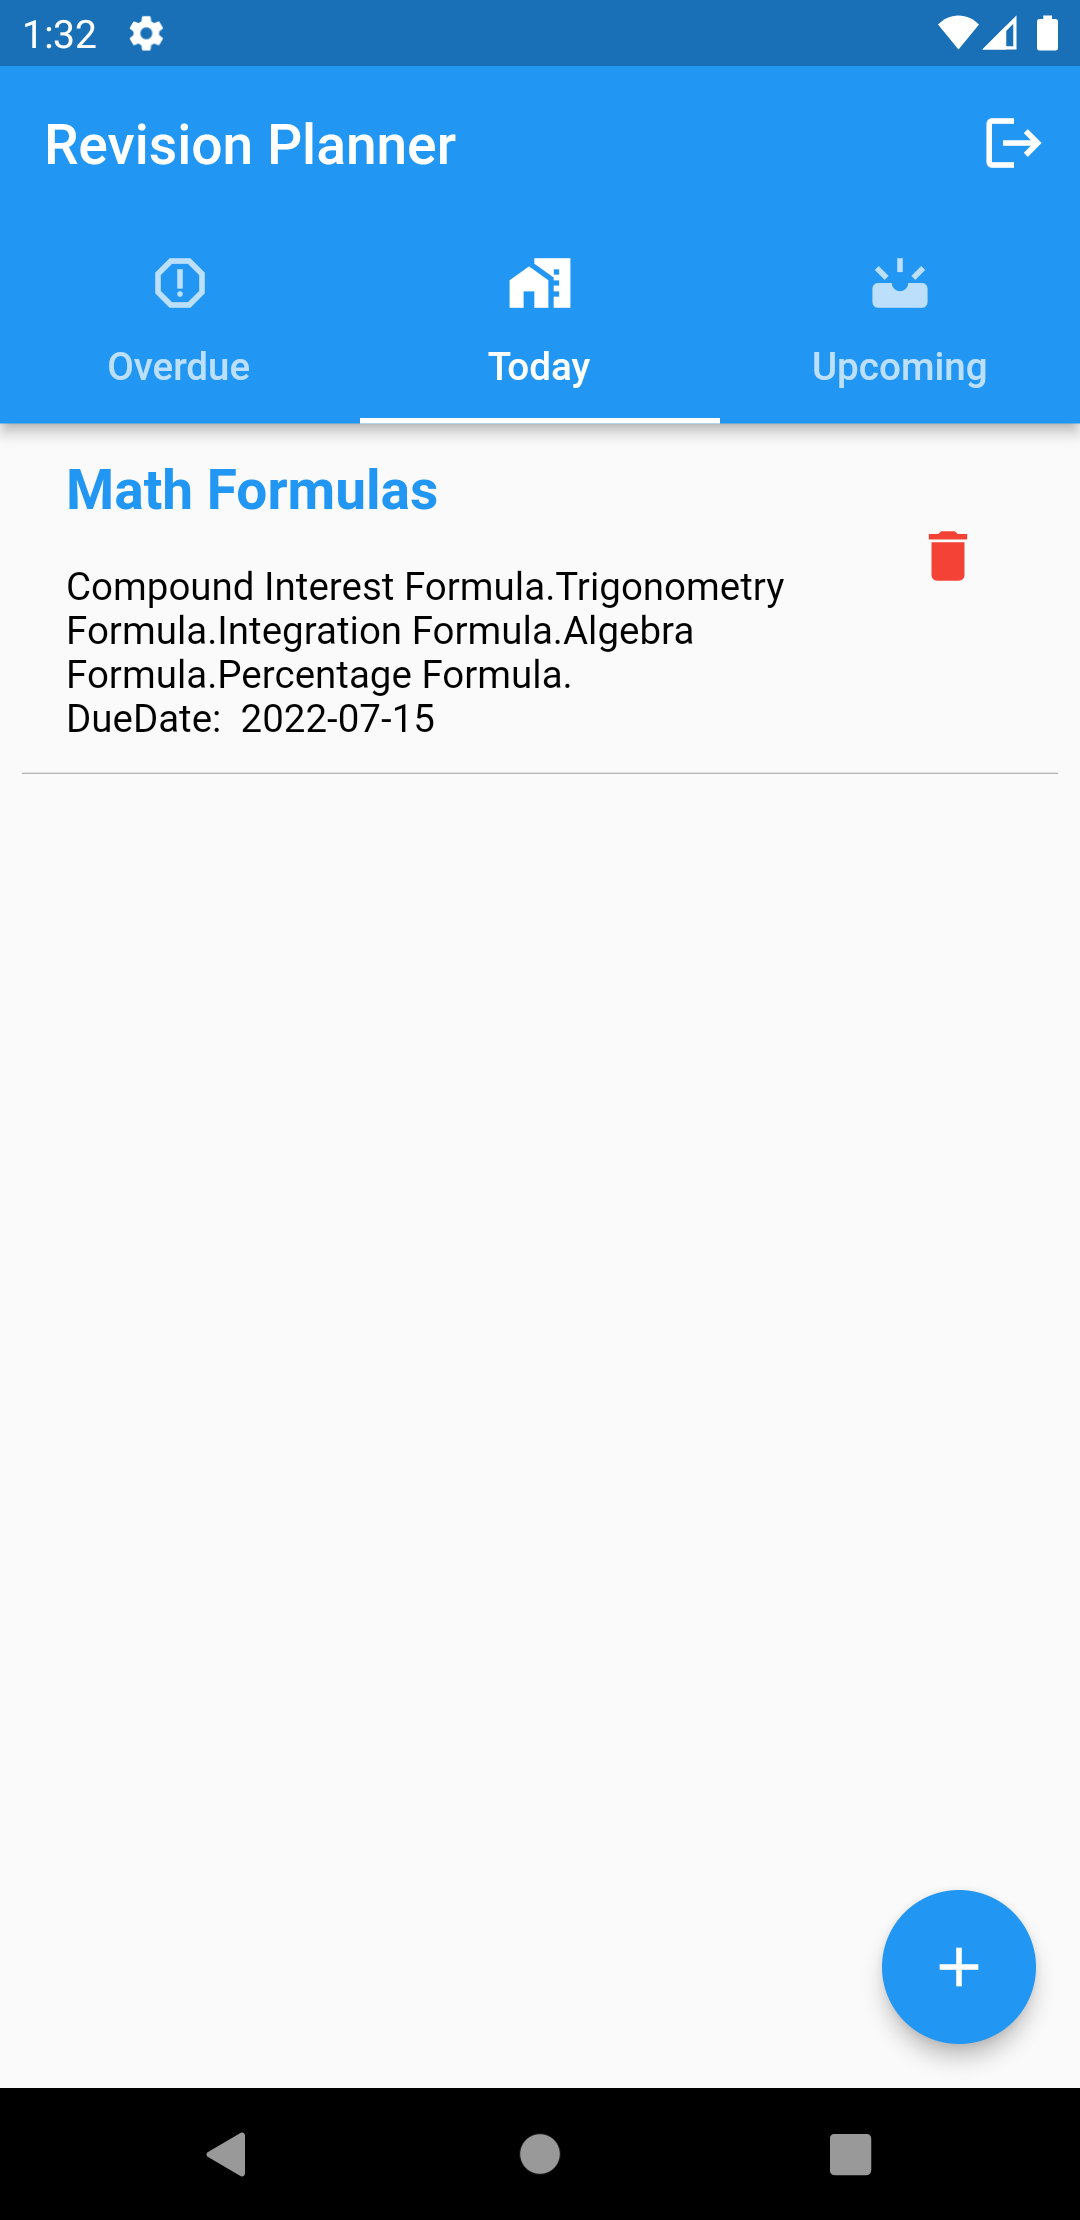 1:32
Revision Planner
Overdue
Today
Upcoming
Math Formulas
Compound Interest Formula.Trigonometry
Formula.Integration Formula.Algebra
Formula.Percentage Formula.
DueDate:  2022-07-15